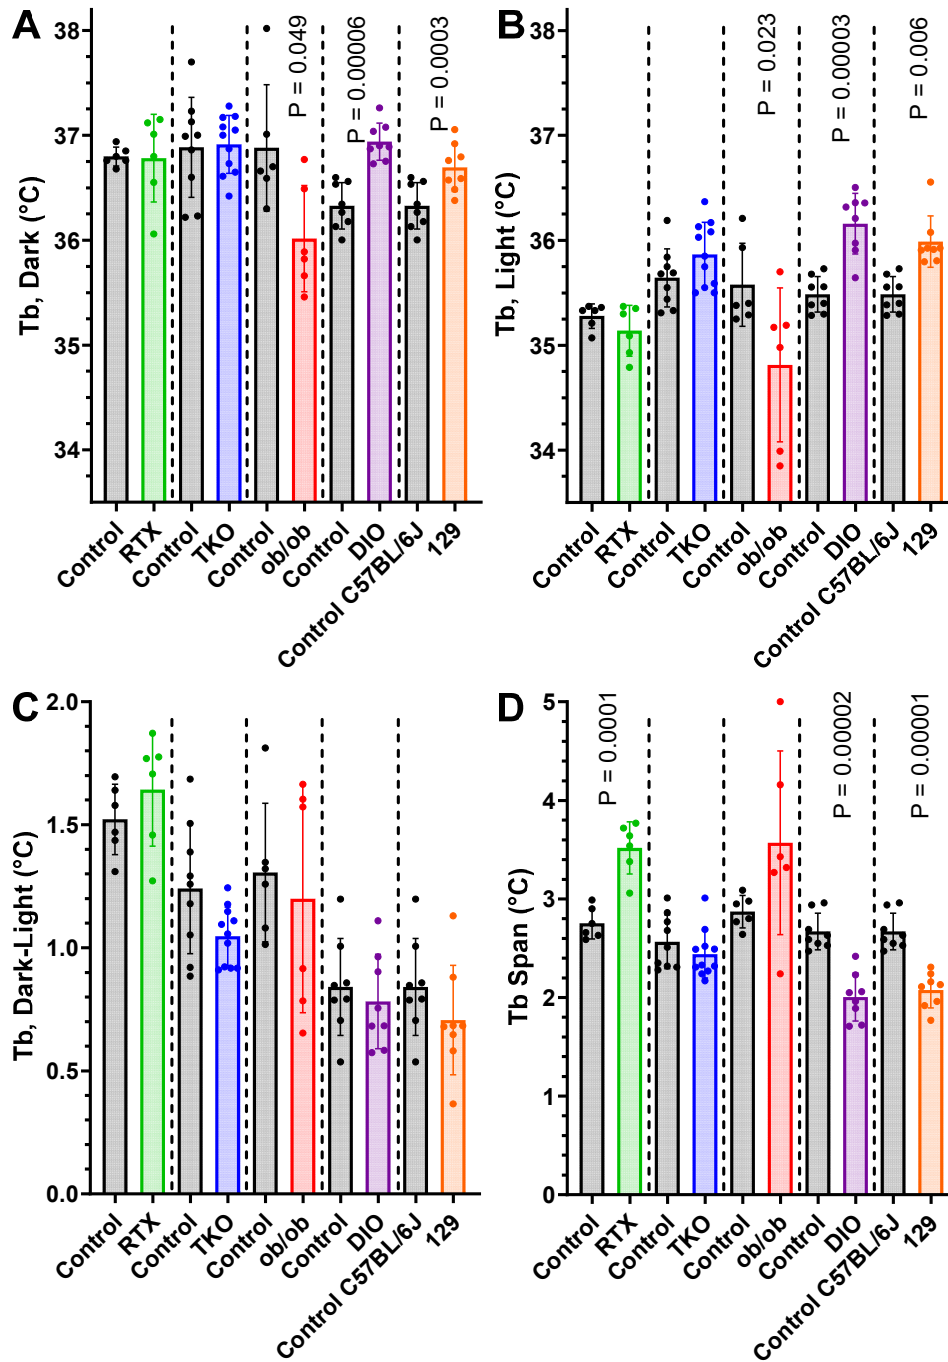 A
Tb, Dark (°C)
38
37
36
35
34
P = 0.049
P = 0.00006
P = 0.0003
Control
RTX
Control
TKO
Control
ob/ob
Control
DIO
Control C57BL/6J
129
B
Tb, Light (°C)
38
37
36
35
34
P = 0.023
P = 0.00003
P = 0.006
Control
RTX
Control
TKO
Control
ob/ob
Control
DIO
Control C57BL/6J
129
C
Tb, Dark-Light (°C)
2.0
1.5
1.0
0.5
0.0
Control
RTX
Control
TKO
Control
ob/ob
Control
DIO
Control C57BL/6J
129
D
Tb Span (°C)
5
4
3
2
1
0
P = 0.0001
P = 0.00002
P = 0.00001
Control
RTX
Control
TKO
Control
ob/ob
Control
DIO
Control C57BL/6J
129